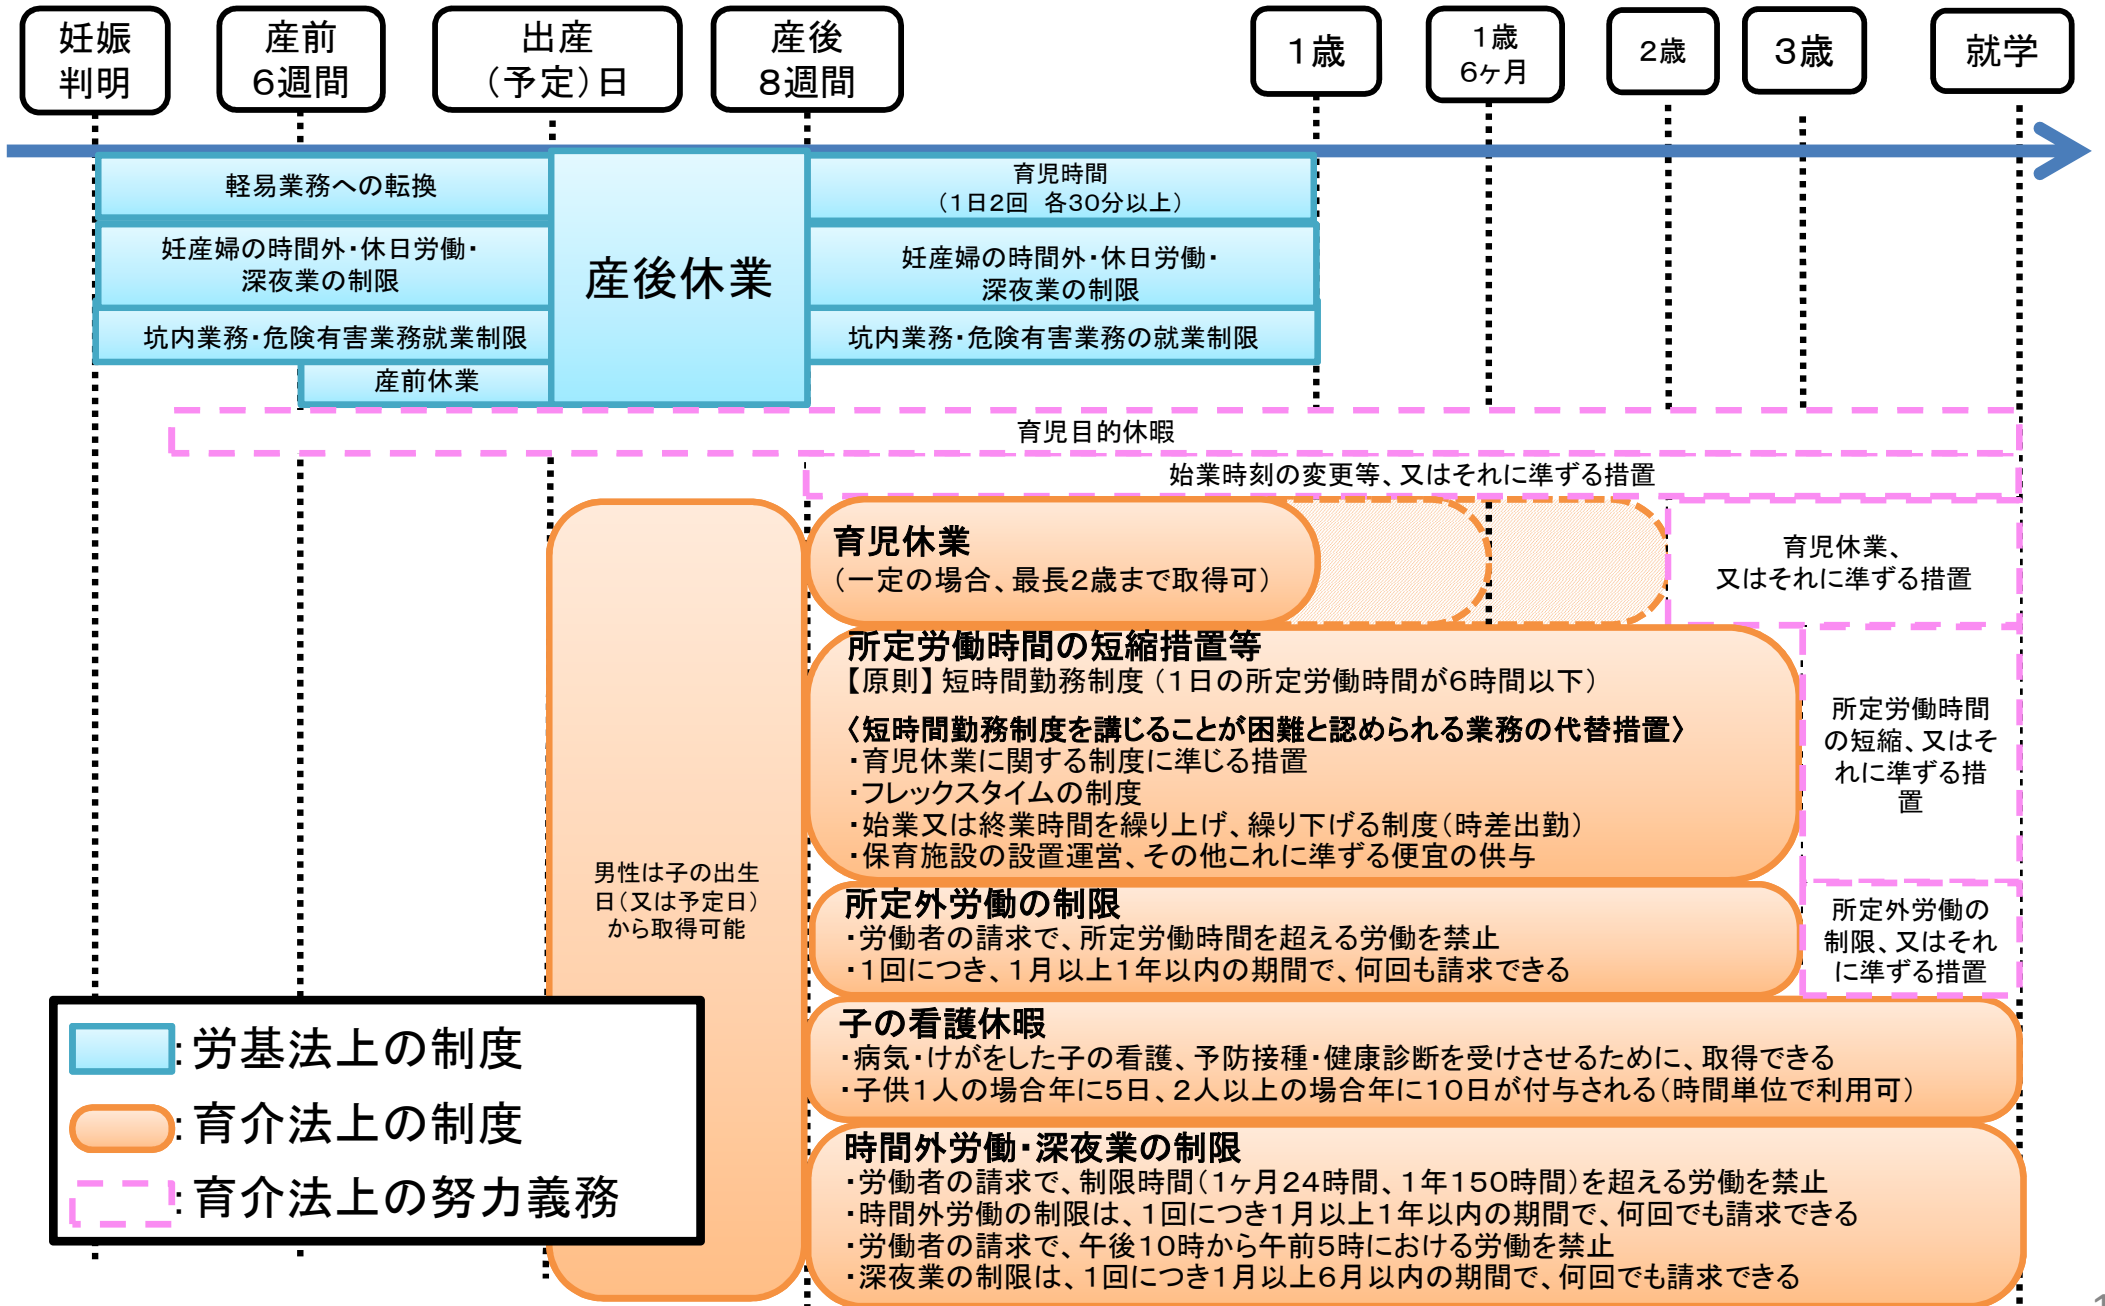 妊娠
判明
産前
6週間
出産
(予定)日
産後
8週間
1歳
1歳
6ヶ月
2歳
3歳
就学
軽易業務への転換
育児時間
(1日2回　各30分以上)
妊産婦の時間外・休日労働・
深夜業の制限
産後休業
妊産婦の時間外・休日労働・
深夜業の制限
坑内業務・危険有害業務就業制限
坑内業務・危険有害業務の就業制限
産前休業
育児目的休暇
始業時刻の変更等、又はそれに準ずる措置
育児休業
(一定の場合、最長2歳まで取得可)
育児休業、
又はそれに準ずる措置
所定労働時間の短縮措置等
【原則】短時間勤務制度(1日の所定労働時間が6時間以下)
〈短時間勤務制度を講じることが困難と認められる業務の代替措置〉
・育児休業に関する制度に準じる措置
・フレックスタイムの制度
・始業又は終業時間を繰り上げ、繰り下げる制度(時差出勤)
・保育施設の設置運営、その他これに準ずる便宜の供与
所定労働時間
の短縮、又はそ
れに準ずる措
置
男性は子の出生
日(又は予定日)
から取得可能
所定外労働の制限
・労働者の請求で、所定労働時間を超える労働を禁止
・1回につき、1月以上1年以内の期間で、何回も請求できる
所定外労働の
制限、又はそれ
に準ずる措置
子の看護休暇
・病気・けがをした子の看護、予防接種・健康診断を受けさせるために、取得できる
・子供1人の場合年に5日、2人以上の場合年に10日が付与される(時間単位で利用可)
時間外労働・深夜業の制限
・労働者の請求で、制限時間(1ヶ月24時間、1年150時間)を超える労働を禁止
・時間外労働の制限は、1回につき1月以上1年以内の期間で、何回でも請求できる
・労働者の請求で、午後10時から午前5時における労働を禁止
・深夜業の制限は、1回につき1月以上6月以内の期間で、何回でも請求できる
:労基法上の制度
:育介法上の制度
:育介法上の努力義務